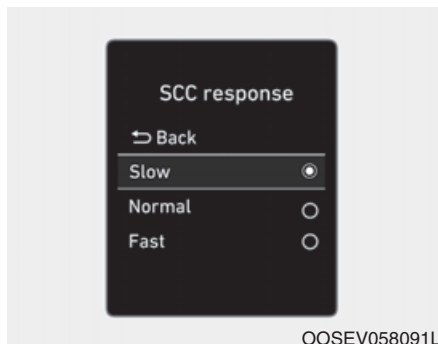 SCC response
Back
Slow
Normal
Fast
OOSEV058091L